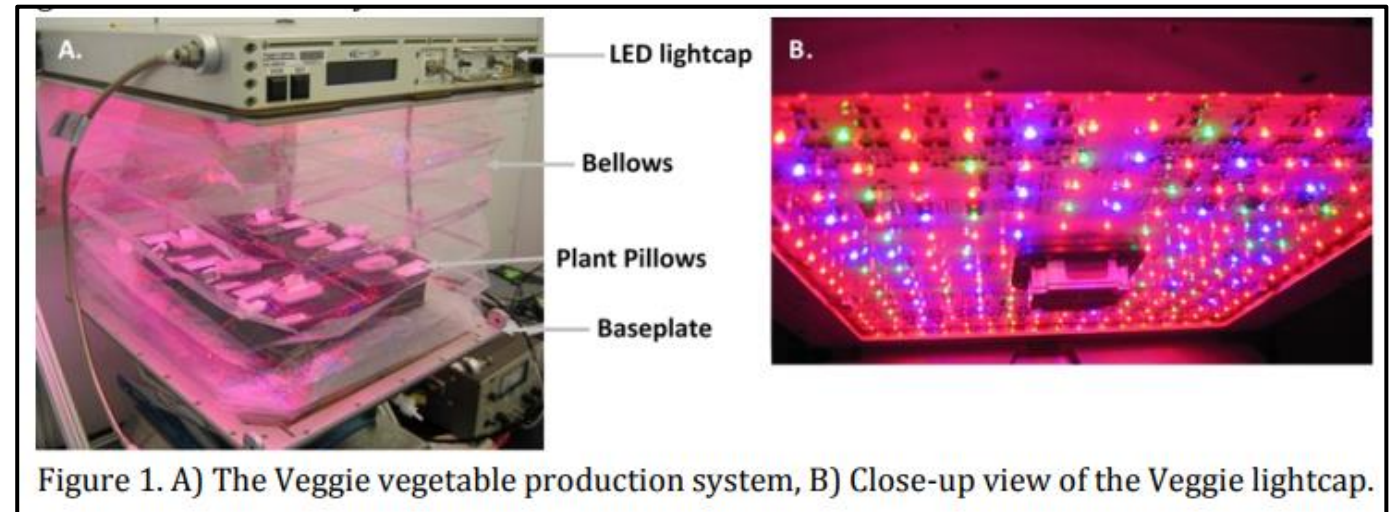 A.
LED lightcap
Bellows
Plant Pillows
Baseplate
B.
Figure 1. A) The Veggie vegetable production system, B) Close-up view of the Veggie lightcap.